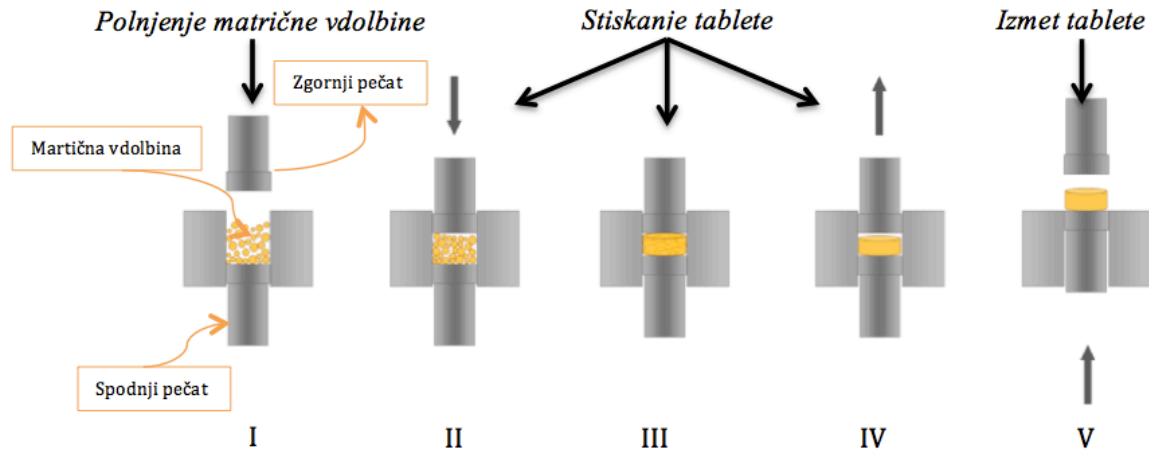 Polnjenje matrične vdolbine
Stiskanje tablete
Izmet tablete
Zgornji pečat
Martična vdolbina
Spodnji pečat
I
II
III
IV
V